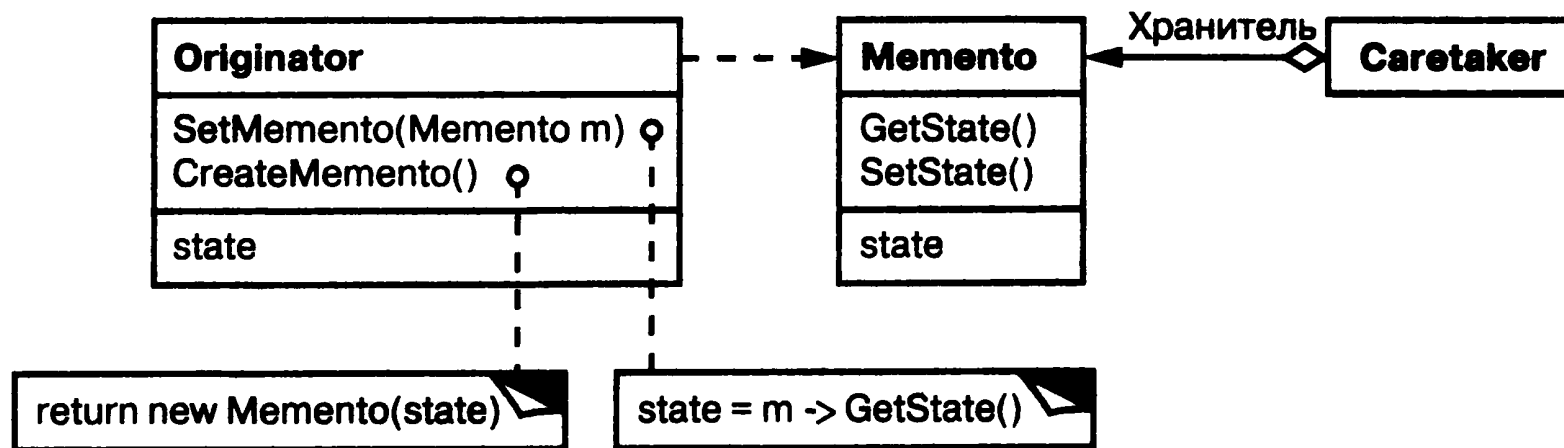 Originator
SetMemento(Memento m)
CreateMemento()
state
Memento
GetState()
SetState()
state
Хранитель
Caretaker
return new Memento(state)
state = m -> GetState()